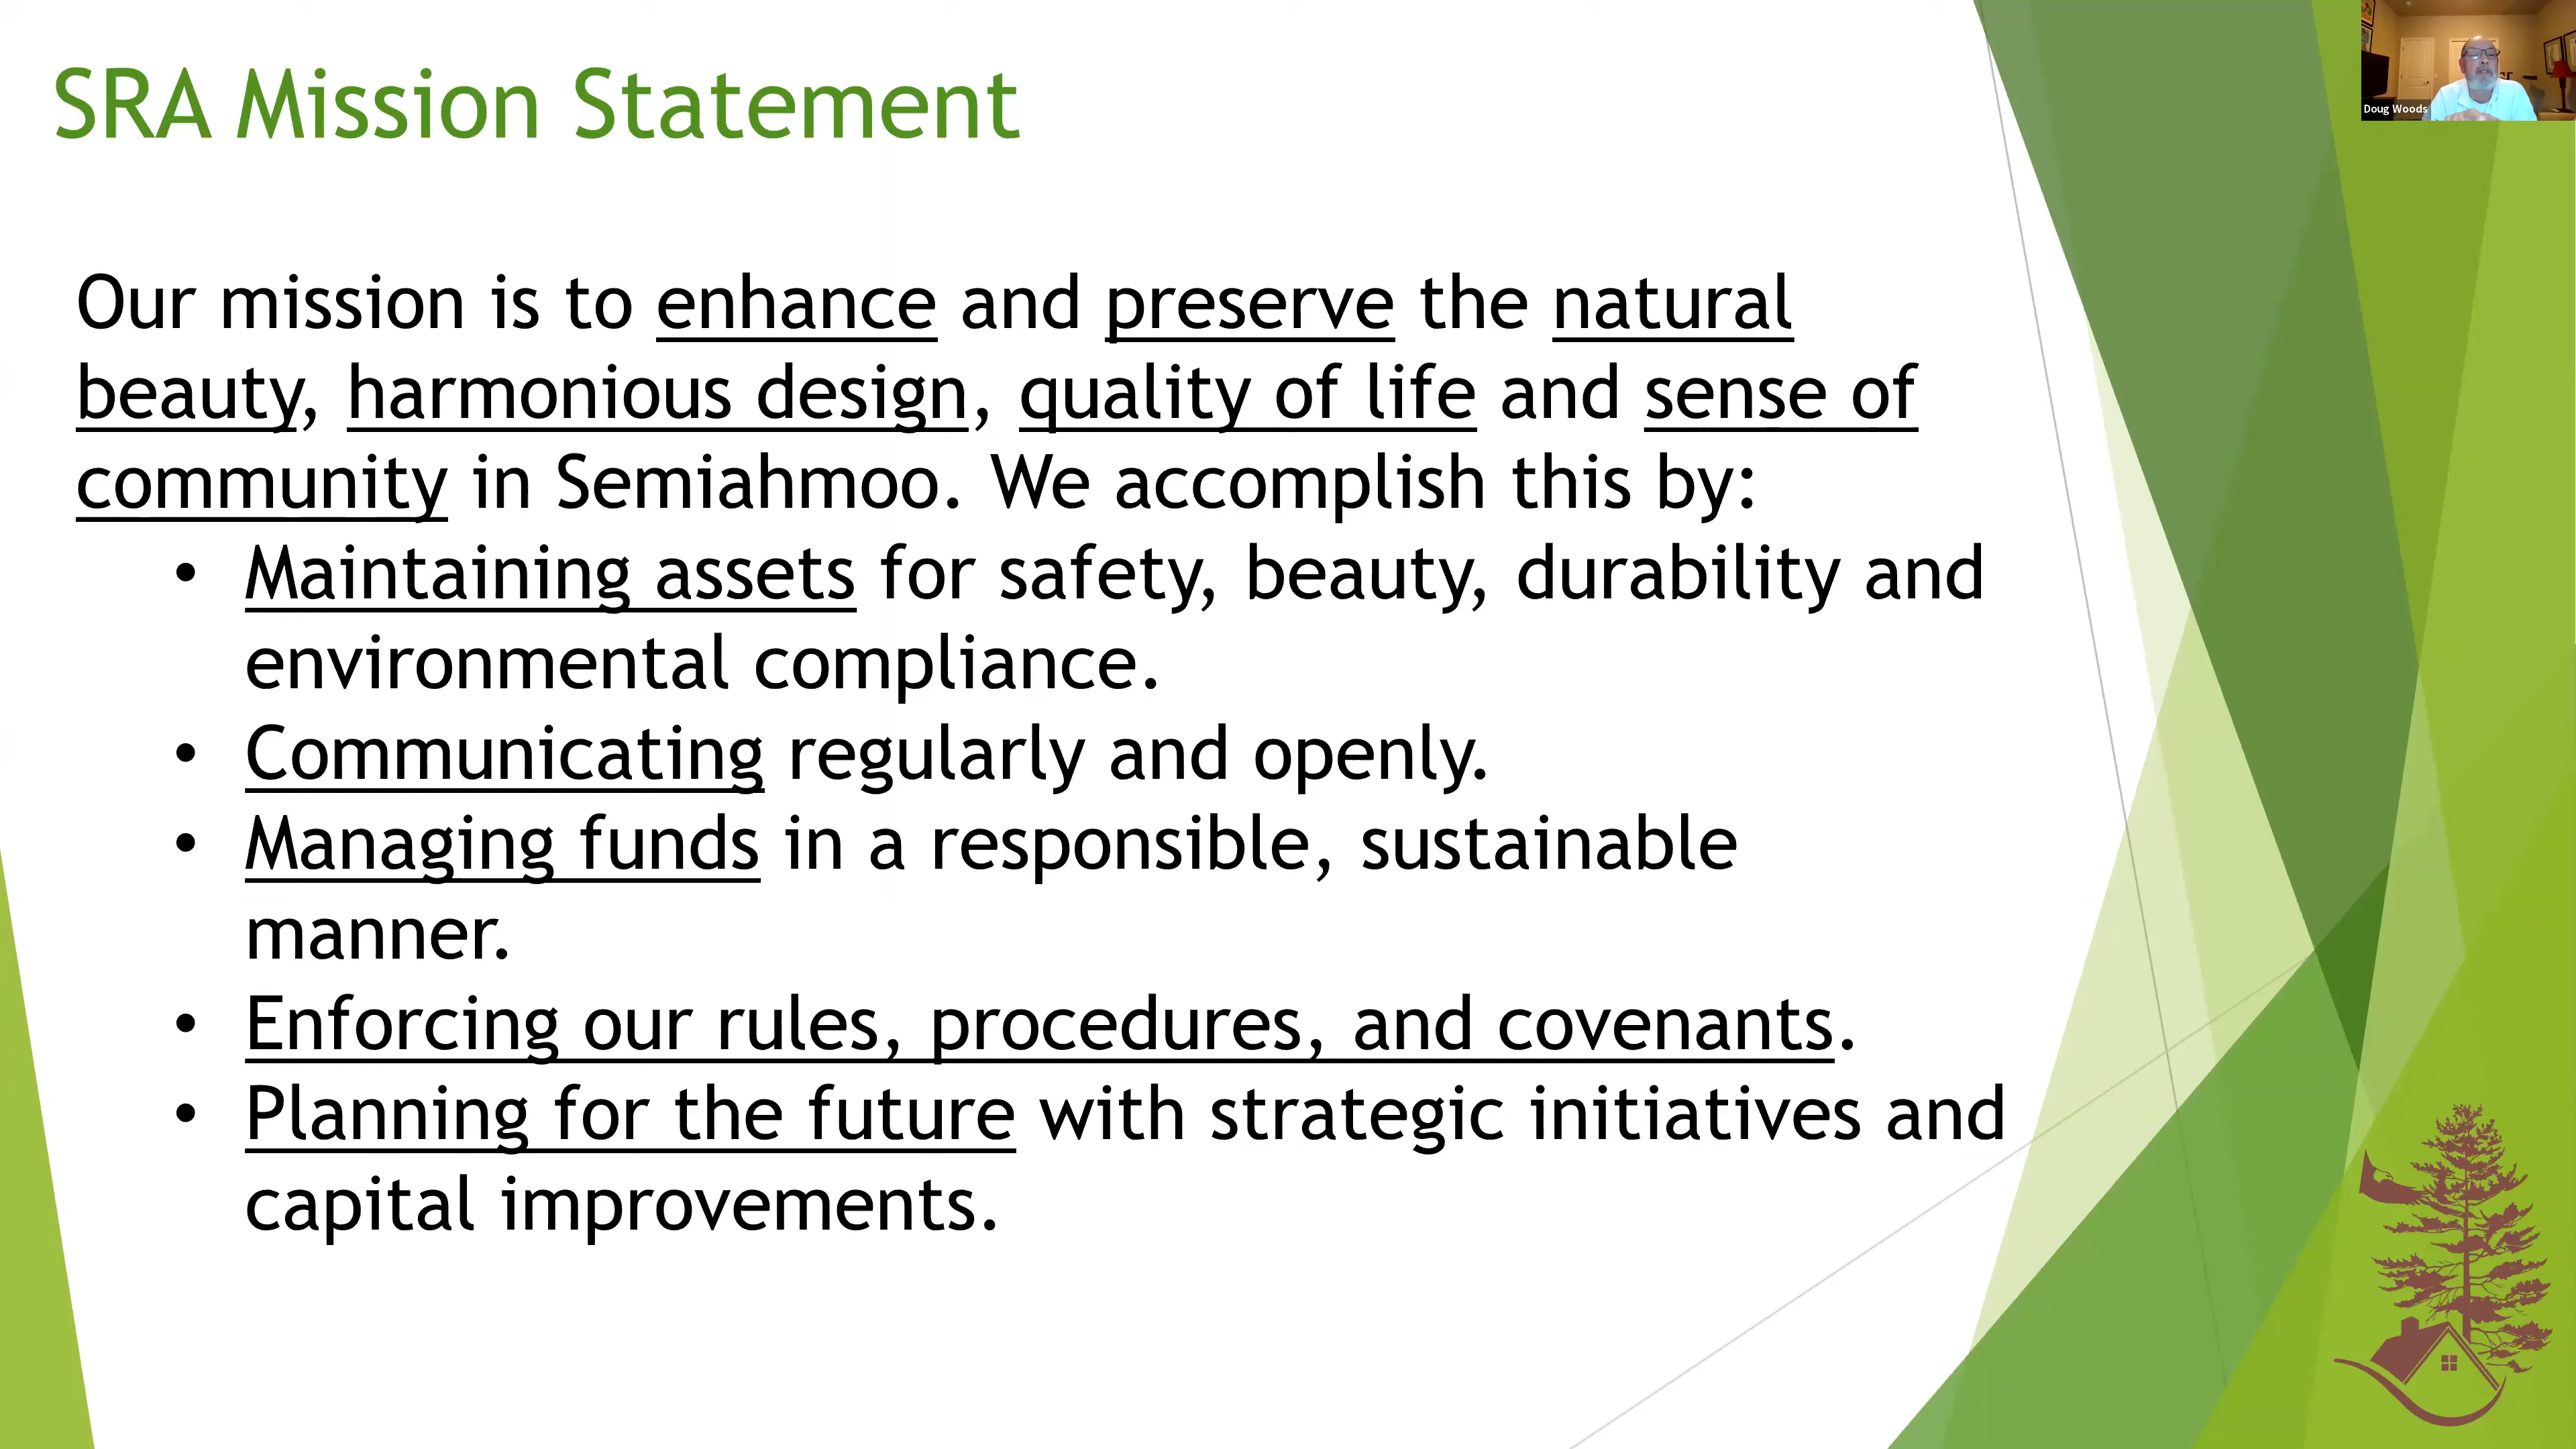 SRA Mission Statement
Doug Woods
Our mission is to enhance and preserve the natural
beauty, harmonious design, quality of life and sense of
community in Semiahmoo. We accomplish this by:
• Maintaining assets for safety, beauty, durability and
environmental compliance.
• Communicating regularly and openly.
• Managing funds in a responsible, sustainable
manner.
• Enforcing our rules, procedures, and covenants.
• Planning for the future with strategic initiatives and
capital improvements.